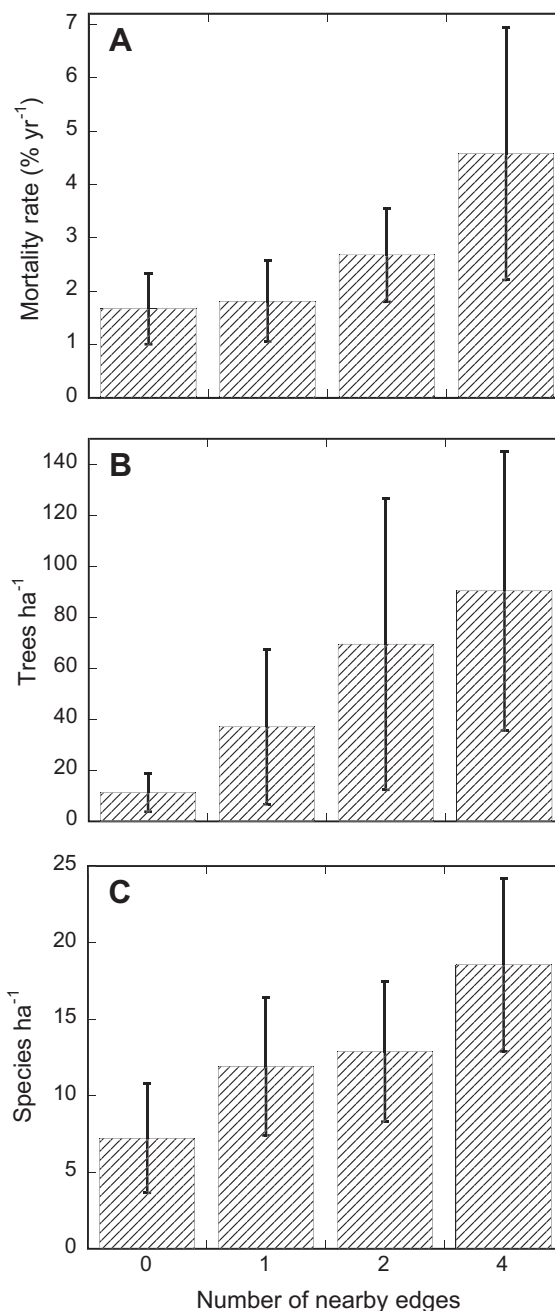 A
Mortality rate (% yr⁻¹)
7
6
5
4
3
2
1
0
B
Trees ha⁻¹
140
120
100
80
60
40
20
0
C
Species ha⁻¹
25
20
15
10
5
0
0 1 2 4
Number of nearby edges